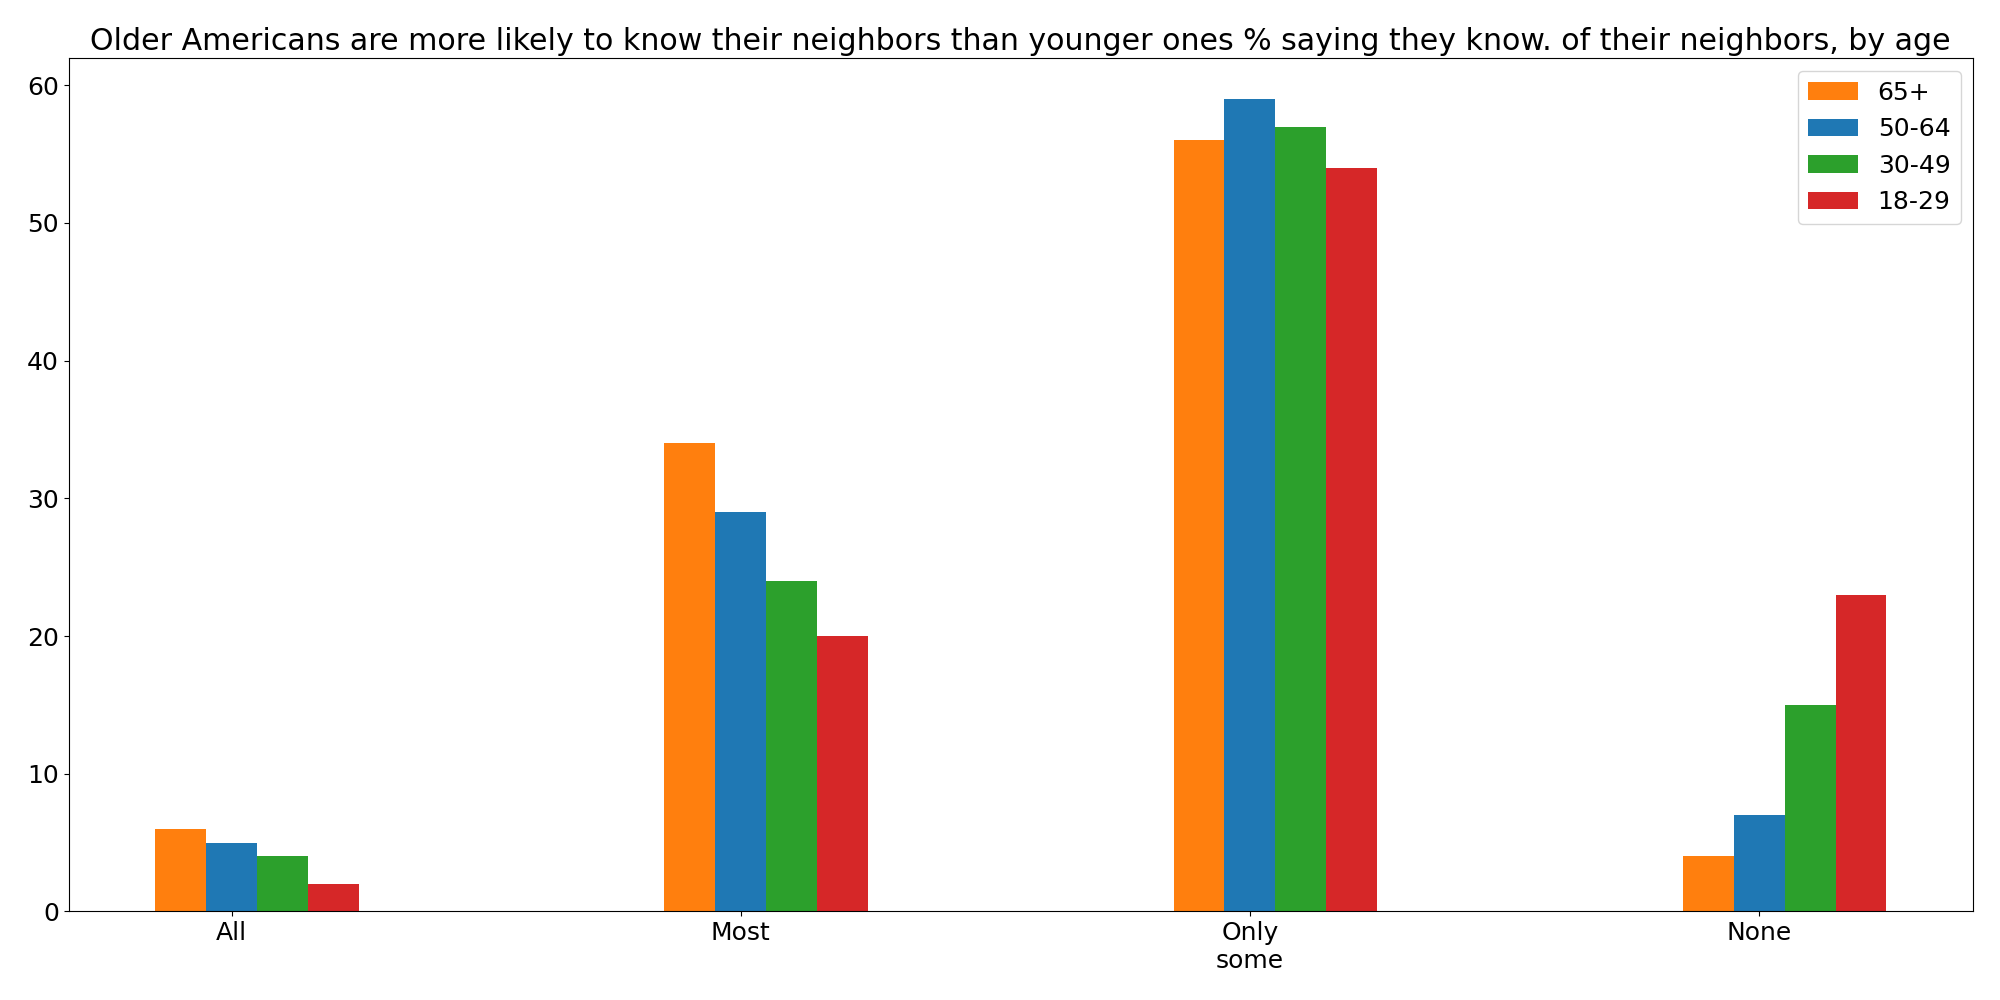 Older Americans are more likely to know their neighbors than younger ones % saying they know. of their neighbors, by age
65+
50-64
30-49
18-29
60
50
40
30
20
10
0
All
Most
Only
some
None